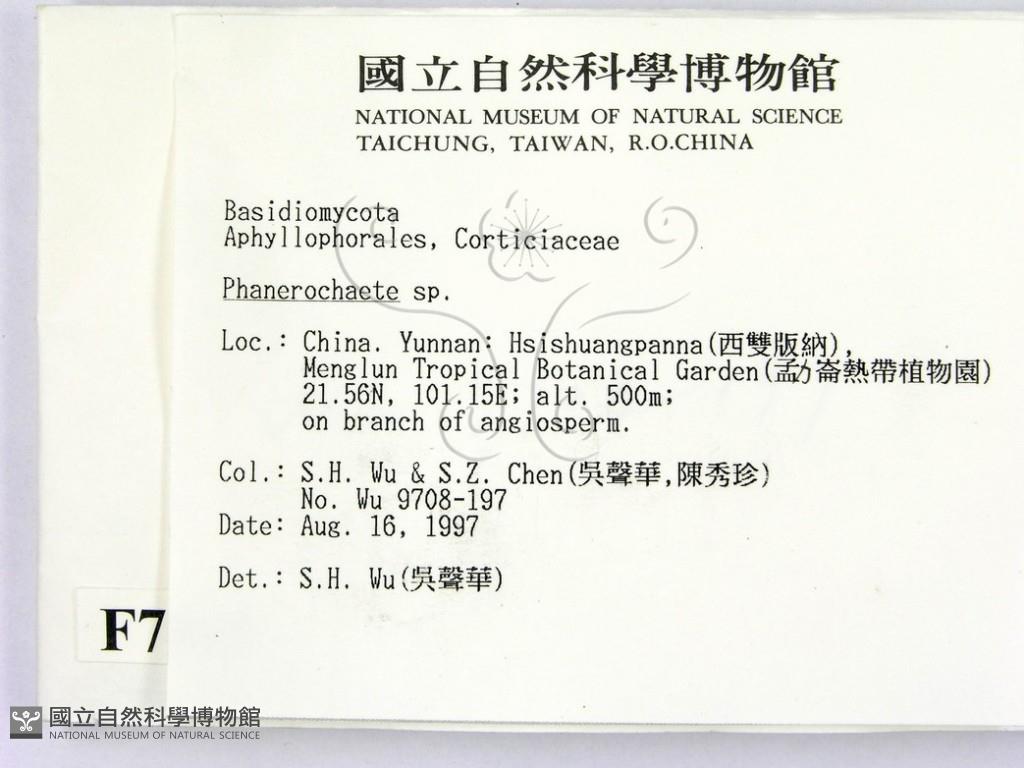 國立自然科學博物館
NATIONAL MUSEUM OF NATURAL SCIENCE
TAICHUNG, TAIWAN, R.O.CHINA
Basidiomycota
Aphyllophorales, Corticiaceae
Phanerochaete sp.
Loc.: China. Yunnan: Hsishuangpanna(西雙版納),
Menglun Tropical Botanical Garden(孟力崙熱帶植物園)
21.56N, 101.15E; alt. 500m;
on branch of angiosperm.
Col.: S.H. Wu & S.Z. Chen(吳聲華,陳秀珍)
No. Wu 9708-197
Date: Aug. 16, 1997
Det.: S.H. Wu(吳聲華)
F7
國立自然科學博物館
NATIONAL MUSEUM OF NATURAL SCIENCE